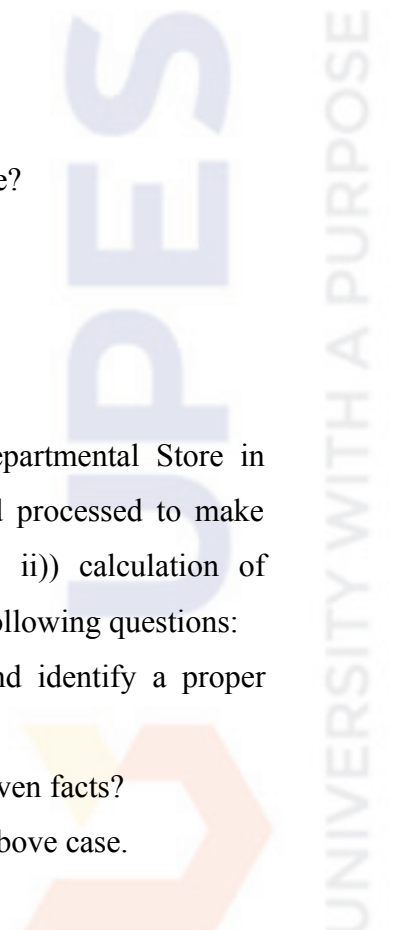 e?
epartmental Store in
d processed to make
ii)) calculation of
ollowing questions:
nd identify a proper
ven facts?
bove case.
UPES
UNIVERSITY WITH A PURPOSE